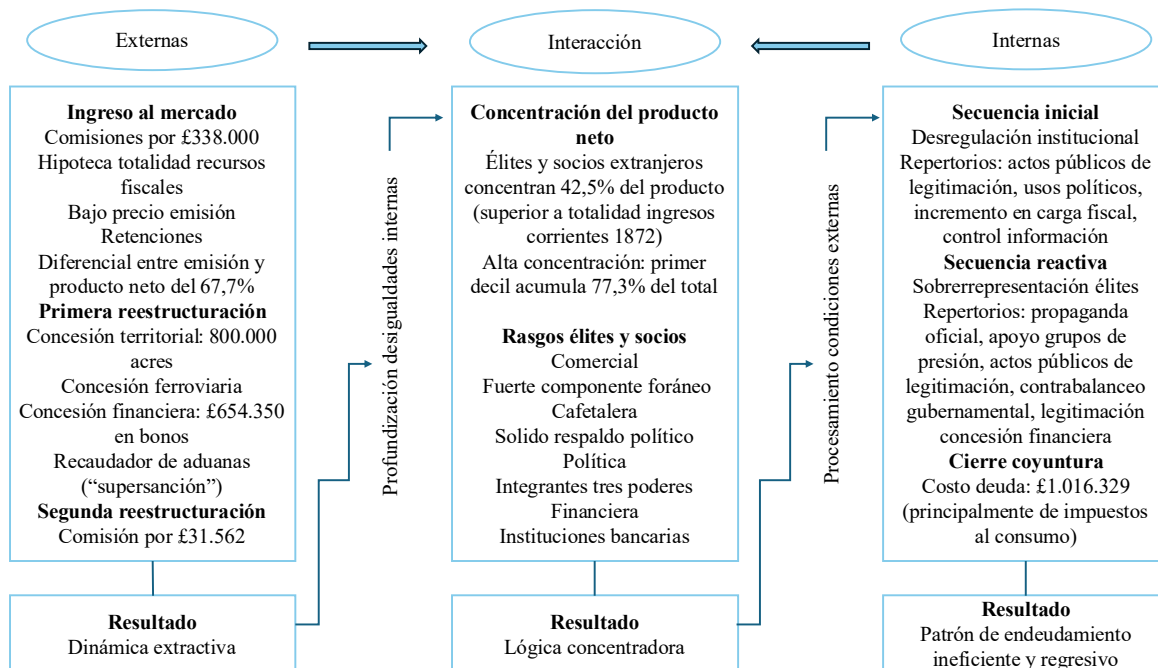 Externas
Interacción
Internas
Ingreso al mercado
Comisiones por £338.000
Hipoteca totalidad recursos
fiscales
Bajo precio emisión
Retenciones
Diferencial entre emisión y
producto neto del 67,7%
Primera reestructuración
Concesión territorial: 800.000
acres
Concesión ferroviaria
Concesión financiera: £654.350
en bonos
Recaudador de aduanas
(“supersanción”)
Segunda reestructuración
Comisión por £31.562
Resultado
Dinámica extractiva
Profundización desigualdades internas
Concentración del producto
neto
Élites y socios extranjeros
concentran 42,5% del producto
(superior a totalidad ingresos
corrientes 1872)
Alta concentración: primer
decil acumula 77,3% del total
Rasgos élites y socios
Comercial
Fuerte componente foráneo
Cafetalera
Solido respaldo político
Política
Integrantes tres poderes
Financiera
Instituciones bancarias
Resultado
Lógica concentradora
Procesamiento condiciones externas
Secuencia inicial
Desregulación institucional
Repertorios: actos públicos de
legitimación, usos políticos,
incremento en carga fiscal,
control información
Secuencia reactiva
Sobrerrepresentación élites
Repertorios: propaganda
oficial, apoyo grupos de
presión, actos públicos de
legitimación, contrabalanceo
gubernamental, legitimación
concesión financiera
Cierre coyuntura
Costo deuda: £1.016.329
(principalmente de impuestos
al consumo)
Resultado
Patrón de endeudamiento
ineficiente y regresivo